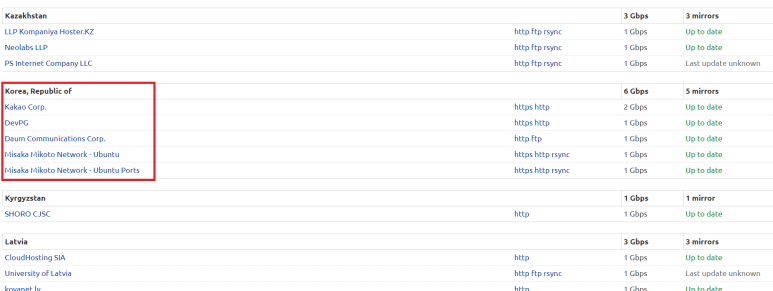 Kazakhstan 3 Gbps 3 mirrors
LLP Kompaniya Hoster.KZ http ftp rsync 1 Gbps Up to date
Neolabs LLP http ftp rsync 1 Gbps Up to date
PS Internet Company LLC http ftp rsync 1 Gbps Last update unknown
Korea, Republic of 6 Gbps 5 mirrors
Kakao Corp. https http 2 Gbps Up to date
DevPG https http 1 Gbps Up to date
Daum Communications Corp. http ftp 1 Gbps Up to date
Misaka Mikoto Network - Ubuntu https http rsync 1 Gbps Up to date
Misaka Mikoto Network - Ubuntu Ports https http rsync 1 Gbps Up to date
Kyrgyzstan 1 Gbps 1 mirror
SHORO CJSC http 1 Gbps Up to date
Latvia 3 Gbps 3 mirrors
CloudHosting SIA http 1 Gbps Up to date
University of Latvia http ftp rsync 1 Gbps Last update unknown
koyanet.lv http 1 Gbps Up to date